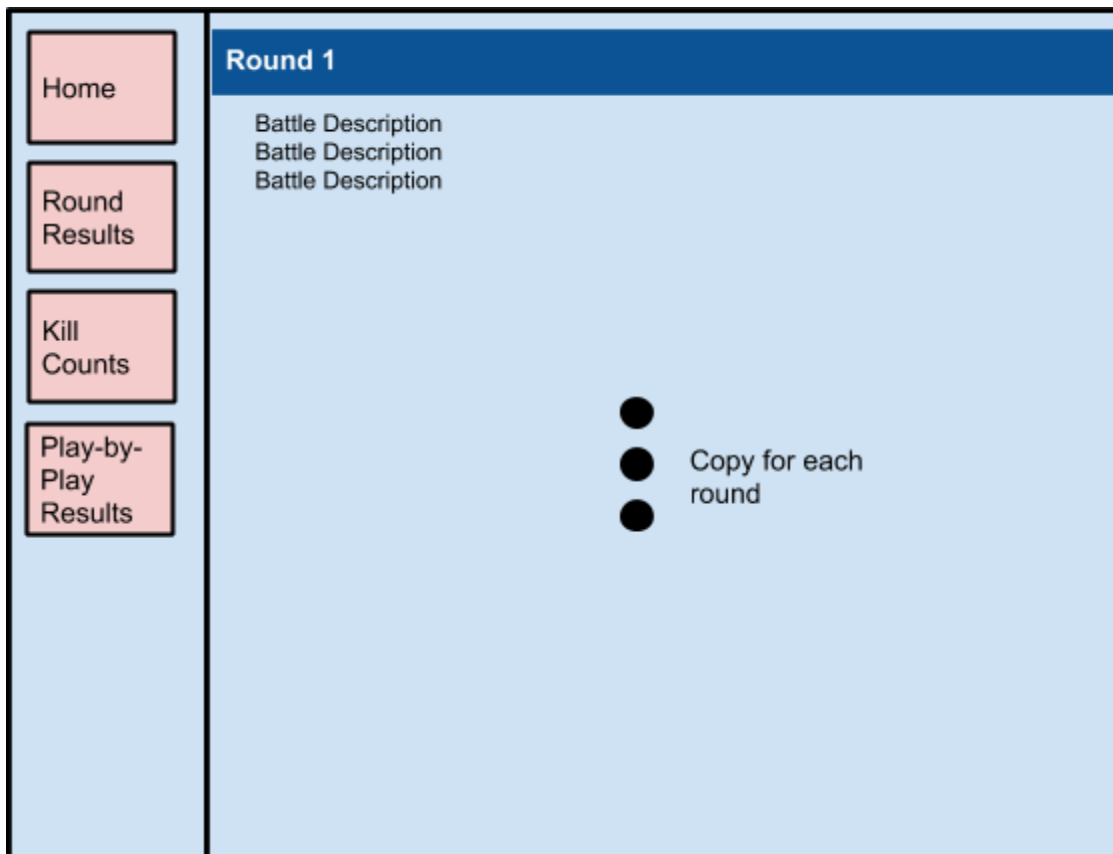 Home
Round
Results
Kill
Counts
Play-by-
Play
Results
Round 1
Battle Description
Battle Description
Battle Description
Copy for each
round